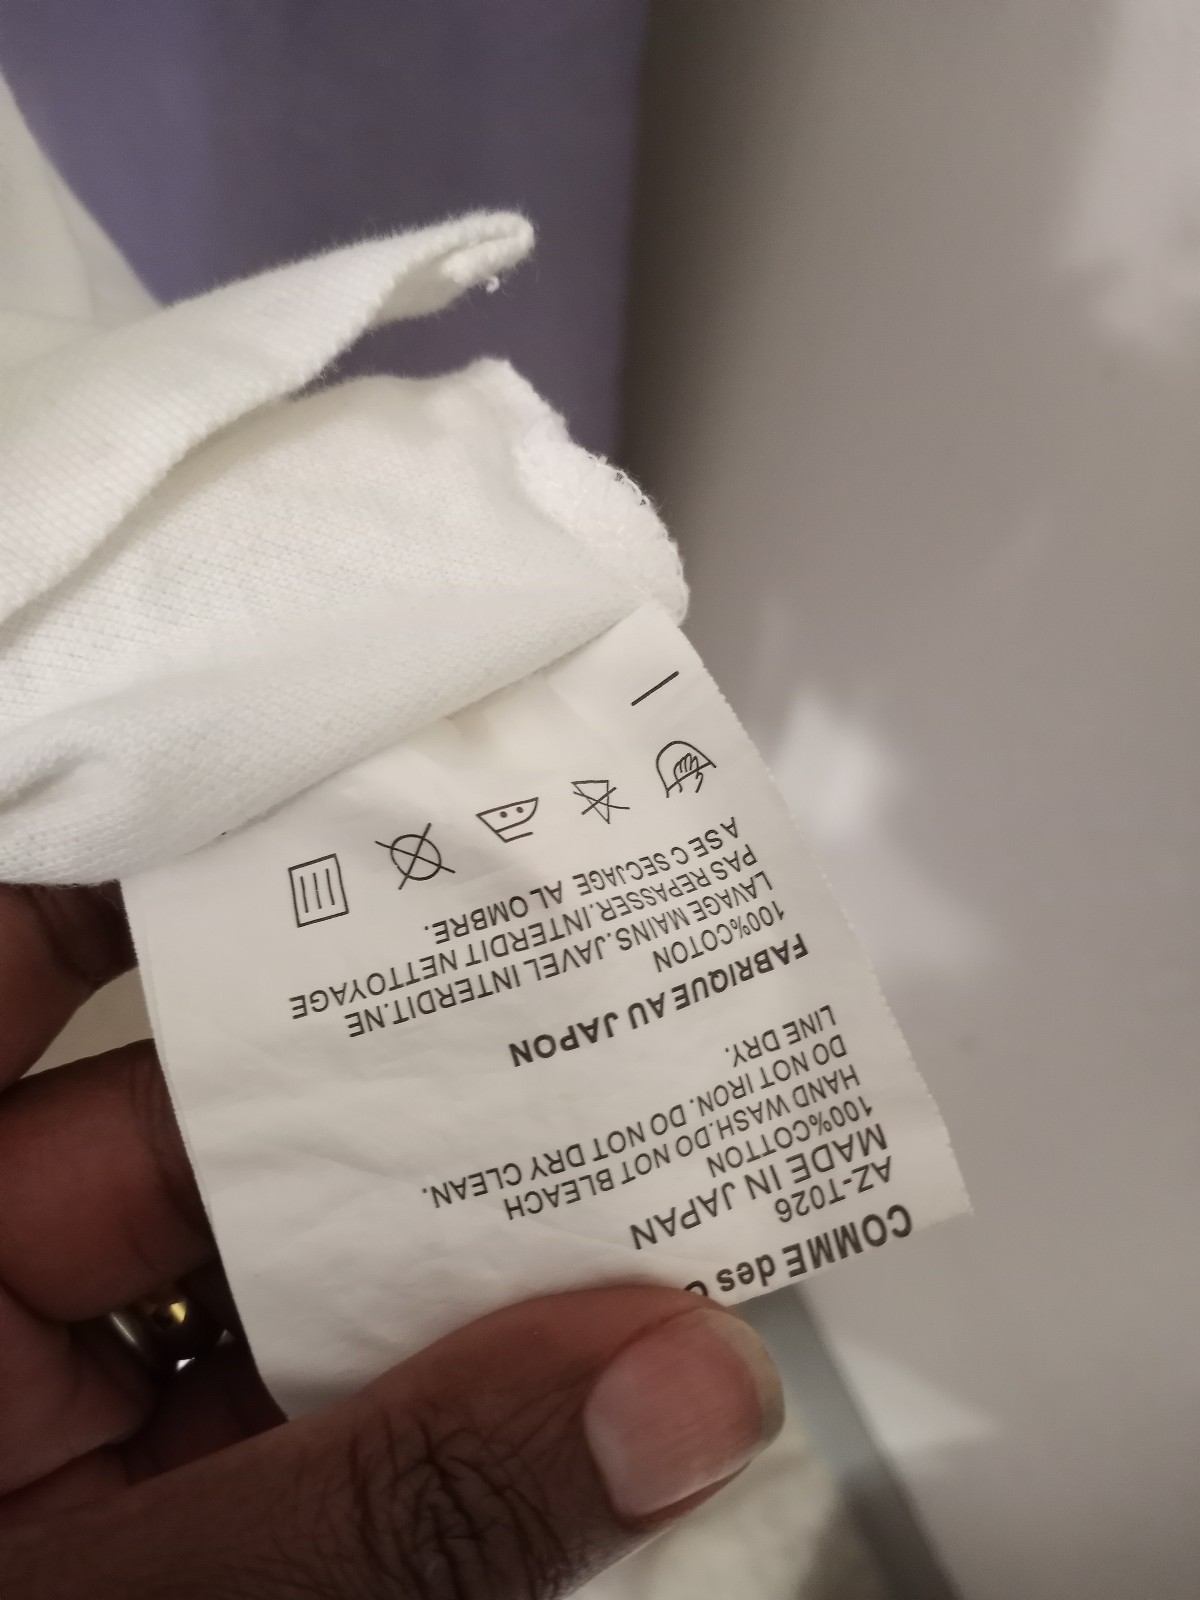 COMME des
AZ-T026
MADE IN JAPAN
100%COTTON
HAND WASH.DO NOT BLEACH
DO NOT IRON. DO NOT DRY CLEAN.
LINE DRY.
FABRIQUE AU JAPON
100%COTON
LAVAGE MAINS.JAVEL INTERDIT.NE
PAS REPASSER.INTERDIT NETTOYAGE
A SE C SECJAGE AL OMBRE.